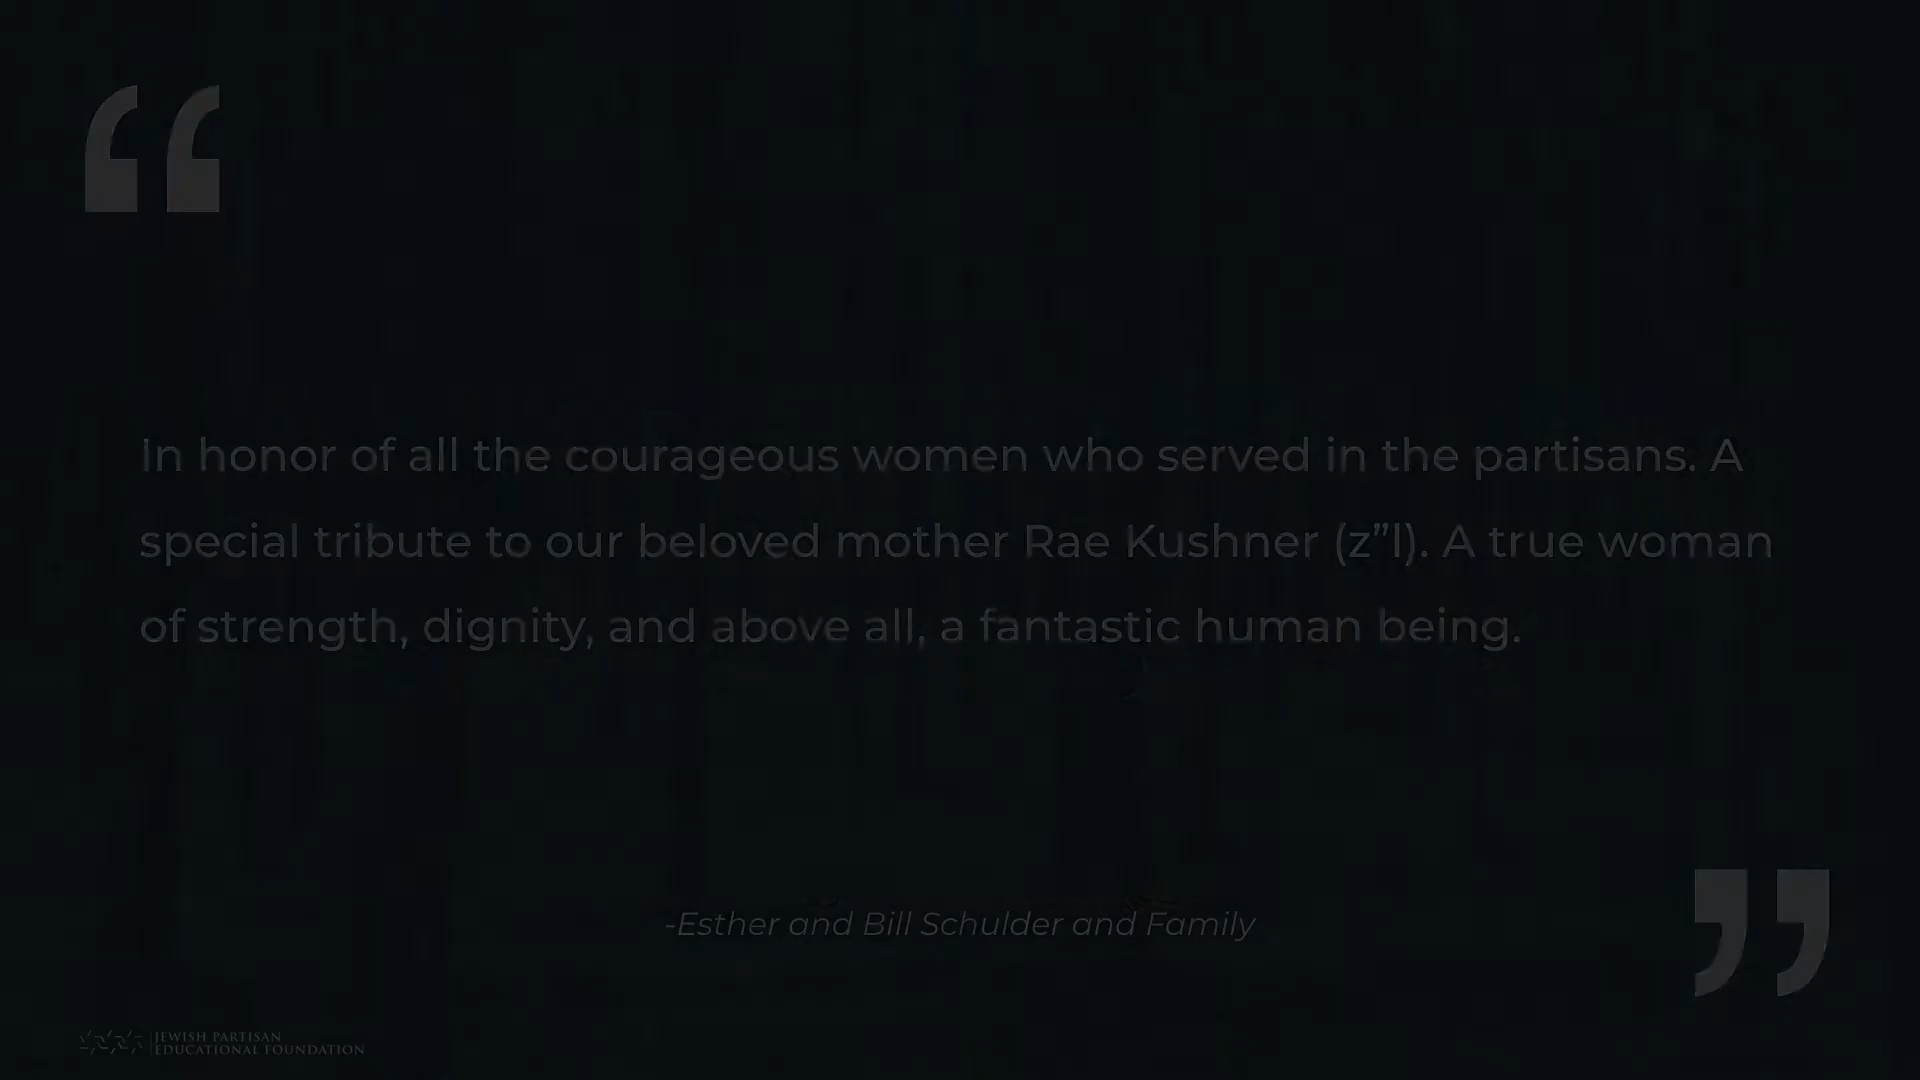 “
In honor of all the courageous women who served in the partisans. A
special tribute to our beloved mother Rae Kushner (z”l). A true woman
of strength, dignity, and above all, a fantastic human being.
-Esther and Bill Schulder and Family
”
JEWISH PARTISAN
EDUCATIONAL FOUNDATION